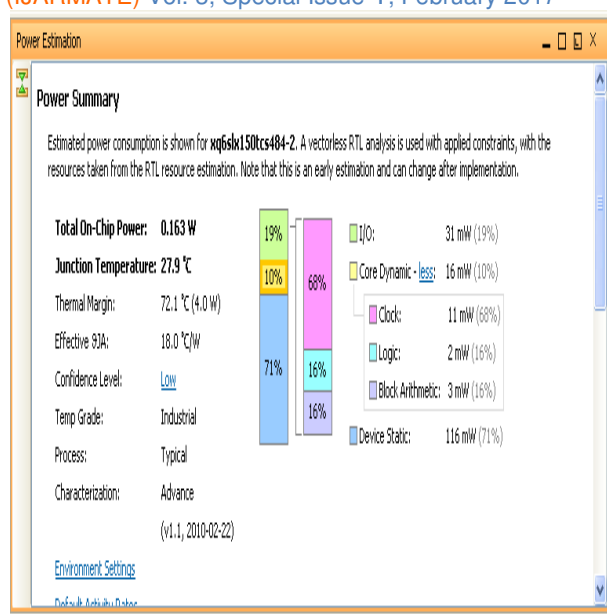 (IJARMATE) Vol. 3, Special Issue 1, February 2017
Power Estimation
Power Summary
Estimated power consumption is shown for xq6slx150tcs484-2. A vectorless RTL analysis is used with applied constraints, with the
resources taken from the RTL resource estimation. Note that this is an early estimation and can change after implementation.
Total On-Chip Power: 0.163 W
Junction Temperature: 27.9 °C
Thermal Margin: 72.1 °C (4.0 W)
Effective ϑJA: 18.0 °C/W
Confidence Level: Low
Temp Grade: Industrial
Process: Typical
Characterization: Advance
(v1.1, 2010-02-22)
Environment Settings
Default Activity Rates
19%
10%
71%
68%
16%
16%
I/O: 31 mW (19%)
Core Dynamic - less: 16 mW (10%)
Clock: 11 mW (68%)
Logic: 2 mW (16%)
Block Arithmetic: 3 mW (16%)
Device Static: 116 mW (71%)